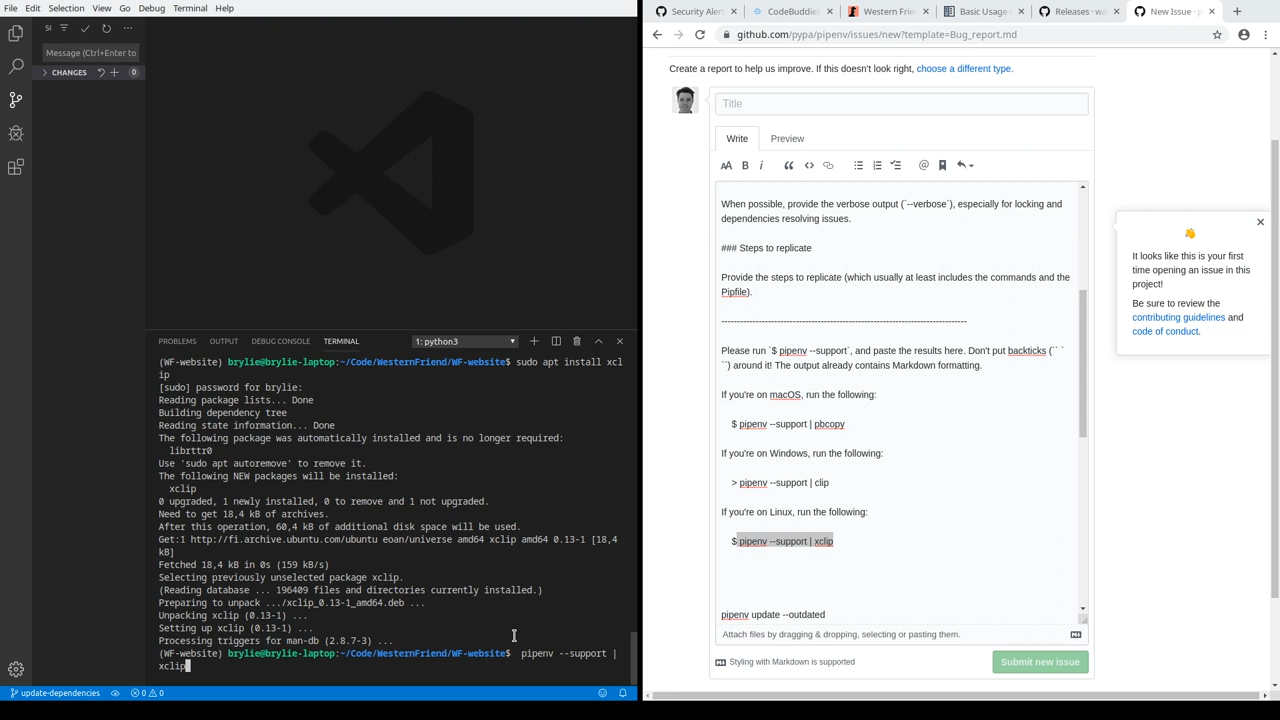 File Edit Selection View Go Debug Terminal Help
Message (Ctrl+Enter to
CHANGES 0
PROBLEMS OUTPUT DEBUG CONSOLE TERMINAL 1: python3
(WF-website) brylie@brylie-laptop:~/Code/WesternFriend/WF-website$ sudo apt install xcl
ip
[sudo] password for brylie:
Reading package lists... Done
Building dependency tree
Reading state information... Done
The following package was automatically installed and is no longer required:
librttr0
Use 'sudo apt autoremove' to remove it.
The following NEW packages will be installed:
xclip
0 upgraded, 1 newly installed, 0 to remove and 1 not upgraded.
Need to get 18,4 kB of archives.
After this operation, 60,4 kB of additional disk space will be used.
Get:1 http://fi.archive.ubuntu.com/ubuntu eoan/universe amd64 xclip amd64 0.13-1 [18,4
kB]
Fetched 18,4 kB in 0s (159 kB/s)
Selecting previously unselected package xclip.
(Reading database ... 196409 files and directories currently installed.)
Preparing to unpack .../xclip_0.13-1_amd64.deb ...
Unpacking xclip (0.13-1) ...
Setting up xclip (0.13-1) ...
Processing triggers for man-db (2.8.7-3) ...
(WF-website) brylie@brylie-laptop:~/Code/WesternFriend/WF-website$ pipenv --support |
xclip
update-dependencies 0 0
Security Aler CodeBuddies Western Frie Basic Usage Releases · wa New Issue · p
github.com/pypa/pipenv/issues/new?template=Bug_report.md
Create a report to help us improve. If this doesn't look right, choose a different type.
Title
Write Preview
When possible, provide the verbose output (`--verbose`), especially for locking and
dependencies resolving issues.
### Steps to replicate
Provide the steps to replicate (which usually at least includes the commands and the
Pipfile).
-------------------------------------------------------------------------------
Please run `$ pipenv --support`, and paste the results here. Don't put backticks (`` `
``) around it! The output already contains Markdown formatting.
If you're on macOS, run the following:
$ pipenv --support | pbcopy
If you're on Windows, run the following:
> pipenv --support | clip
If you're on Linux, run the following:
$ pipenv --support | xclip
pipenv update --outdated
Attach files by dragging & dropping, selecting or pasting them.
Styling with Markdown is supported
Submit new issue
It looks like this is your first
time opening an issue in this
project!
Be sure to review the
contributing guidelines and
code of conduct.